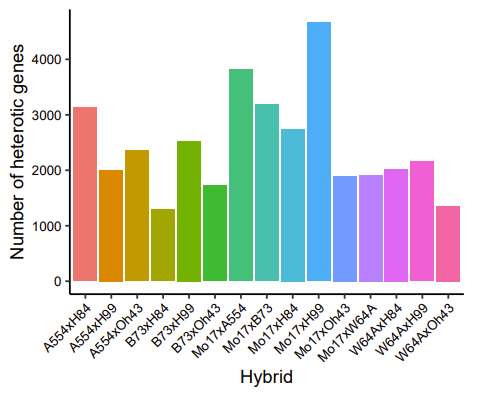 Number of heterotic genes
4000
3000
2000
1000
0
A554xH84
A554xH99
A554xOh43
B73xH84
B73xH99
B73xOh43
Mo17xA554
Mo17xB73
Mo17xH84
Mo17xH99
Mo17xOh43
Mo17xW64A
W64AxH84
W64AxH99
W64AxOh43
Hybrid